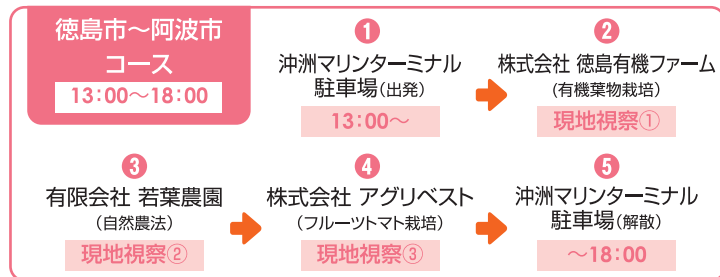 徳島市～阿波市
コース
13:00～18:00
①
沖洲マリンターミナル
駐車場(出発)
13:00～
②
株式会社 徳島有機ファーム
(有機葉物栽培)
現地視察①
③
有限会社 若葉農園
(自然農法)
現地視察②
④
株式会社 アグリベスト
(フルーツトマト栽培)
現地視察③
⑤
沖洲マリンターミナル
駐車場(解散)
～18:00